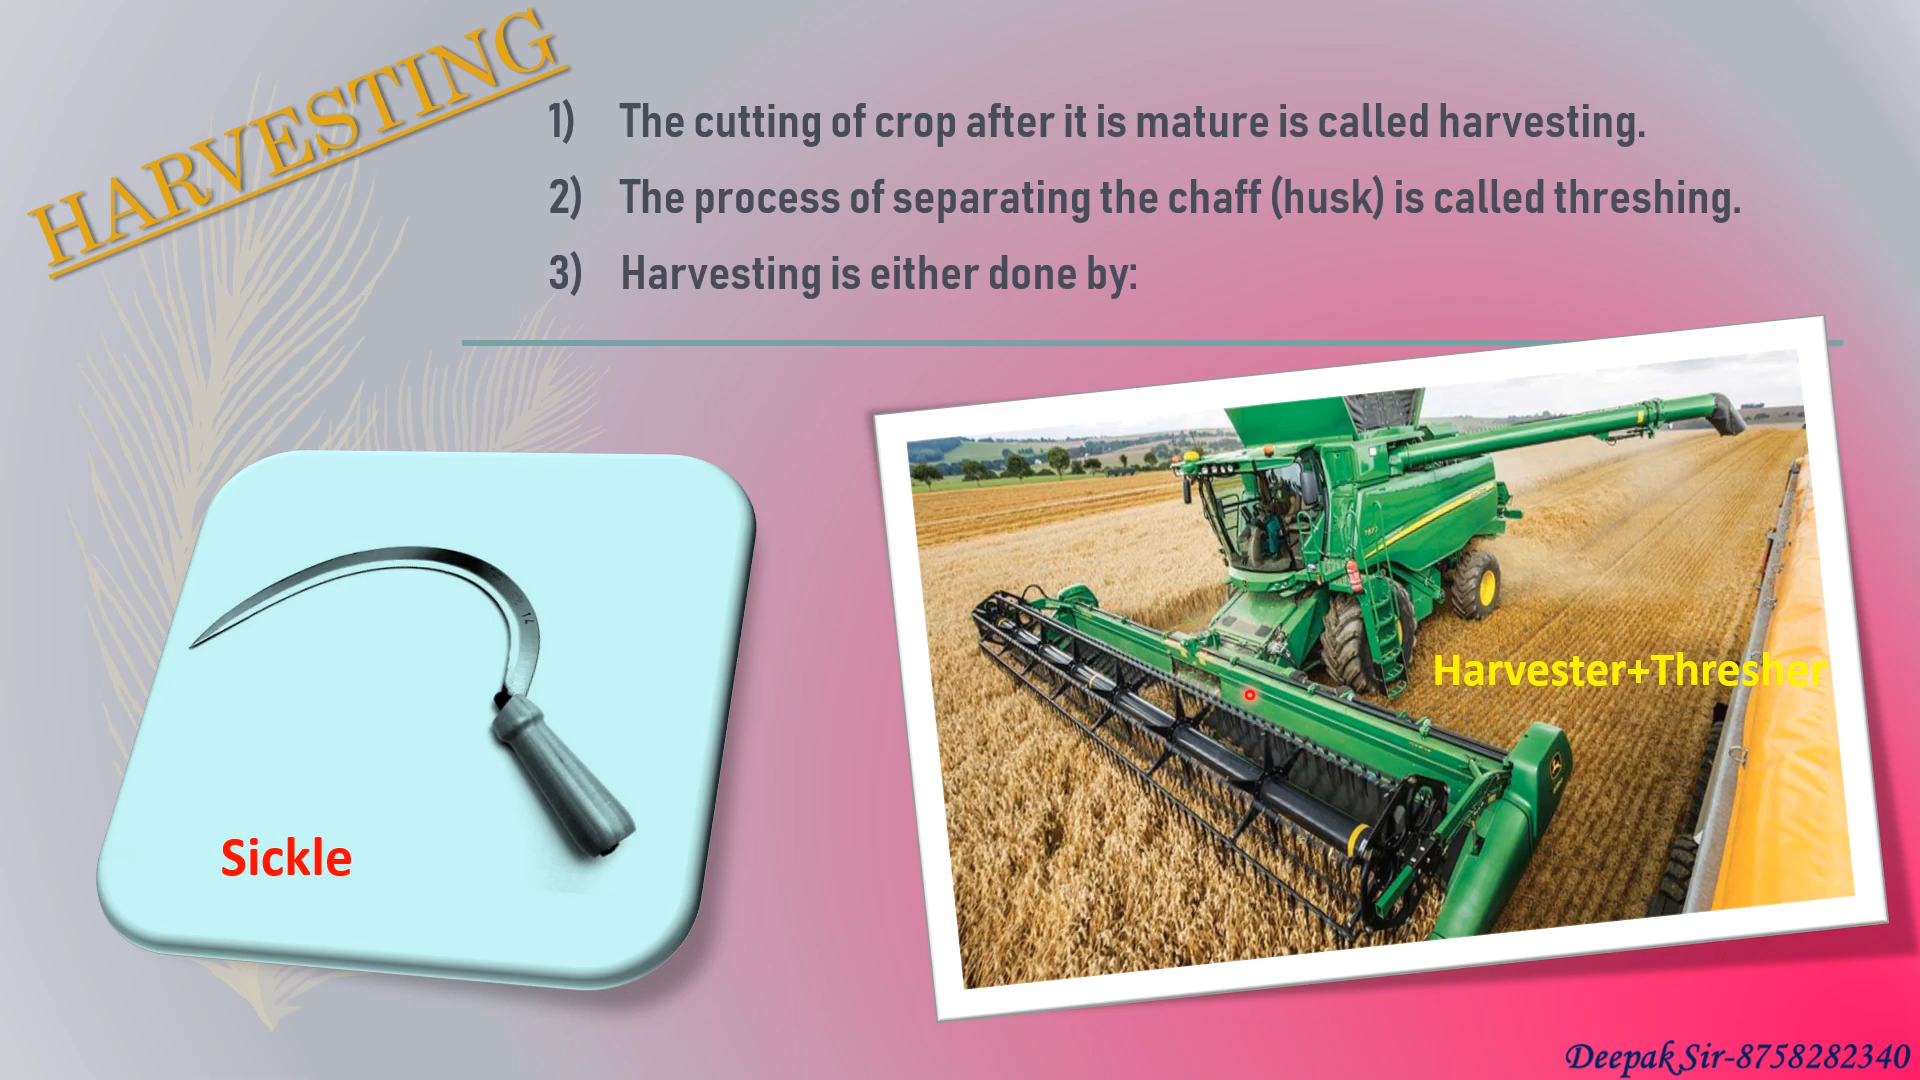 HARVESTING
1) The cutting of crop after it is mature is called harvesting.
2) The process of separating the chaff (husk) is called threshing.
3) Harvesting is either done by:
Sickle
Harvester+Thresher
Deepak Sir-8758282340